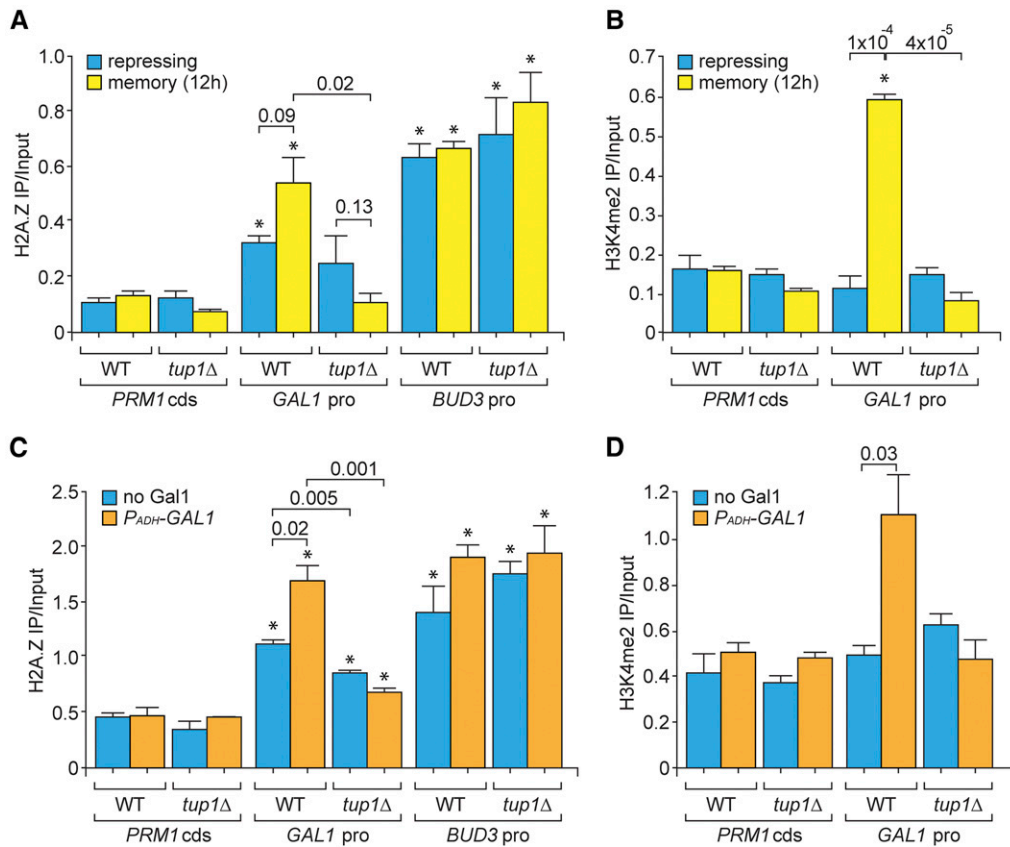 A
H2A.Z IP/Input
1.0
0.8
0.6
0.4
0.2
0
repressing
memory (12h)
0.09
0.02
0.13
* * * * * *
WT tup1Δ WT tup1Δ WT tup1Δ
PRM1 cds GAL1 pro BUD3 pro
B
H3K4me2 IP/Input
0.7
0.6
0.5
0.4
0.3
0.2
0.1
0
repressing
memory (12h)
1x10-4 4x10-5
*
WT tup1Δ WT tup1Δ
PRM1 cds GAL1 pro
C
H2A.Z IP/Input
2.5
2.0
1.5
1.0
0.5
0
no Gal1
PADH-GAL1
0.001
0.005
0.02
* * * * * * * *
WT tup1Δ WT tup1Δ WT tup1Δ
PRM1 cds GAL1 pro BUD3 pro
D
H3K4me2 IP/Input
1.2
1.0
0.8
0.6
0.4
0.2
0
no Gal1
PADH-GAL1
0.03
WT tup1Δ WT tup1Δ
PRM1 cds GAL1 pro